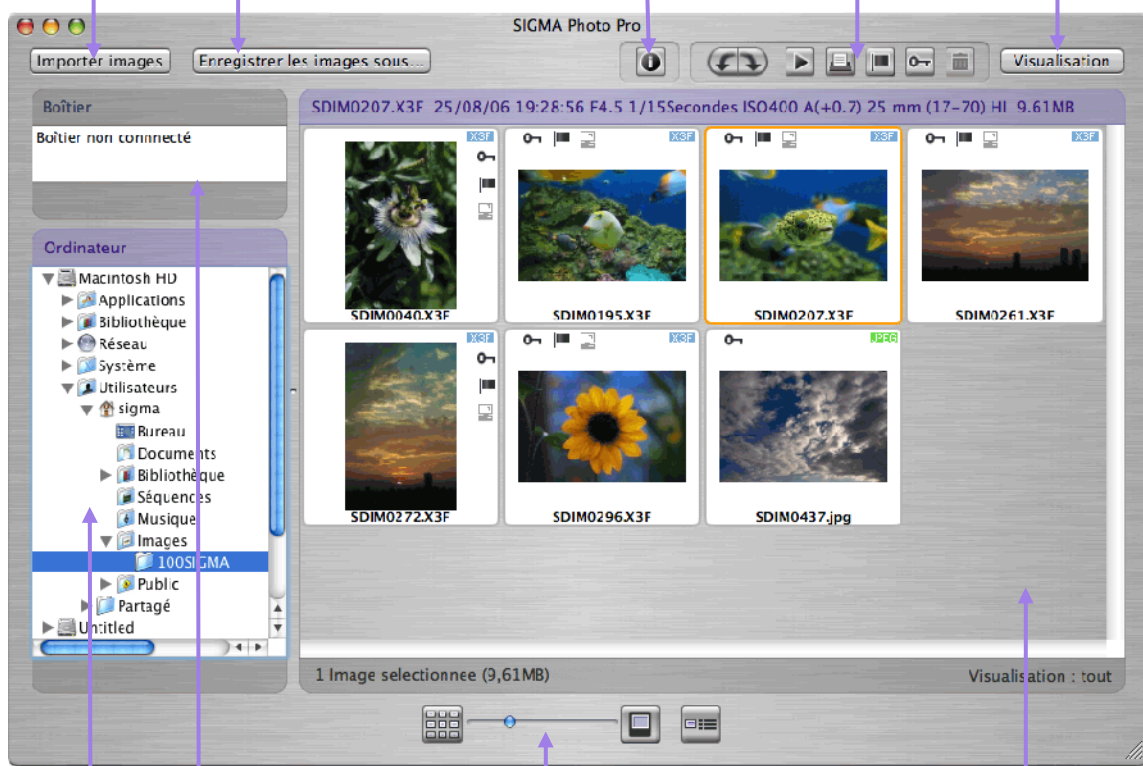 SIGMA Photo Pro
Importer images
Enregistrer les images sous...
Visualisation
Boîtier
Boîtier non connnecté
SDIM0207.X3F 25/08/06 19:28:56 F4.5 1/15Secondes ISO400 A(+0.7) 25 mm (17-70) HI 9.61MB
X3F
X3F
X3F
X3F
SDIM0040.X3F
SDIM0195.X3F
SDIM0207.X3F
SDIM0261.X3F
X3F
X3F
JPEG
SDIM0272.X3F
SDIM0296.X3F
SDIM0437.jpg
Ordinateur
Macintosh HD
Applications
Bibliothèque
Réseau
Système
Utilisateurs
sigma
Bureau
Documents
Bibliothèque
Séquences
Musique
Images
100SIGMA
Public
Partagé
Untitled
1 Image selectionnee (9,61MB)
Visualisation : tout